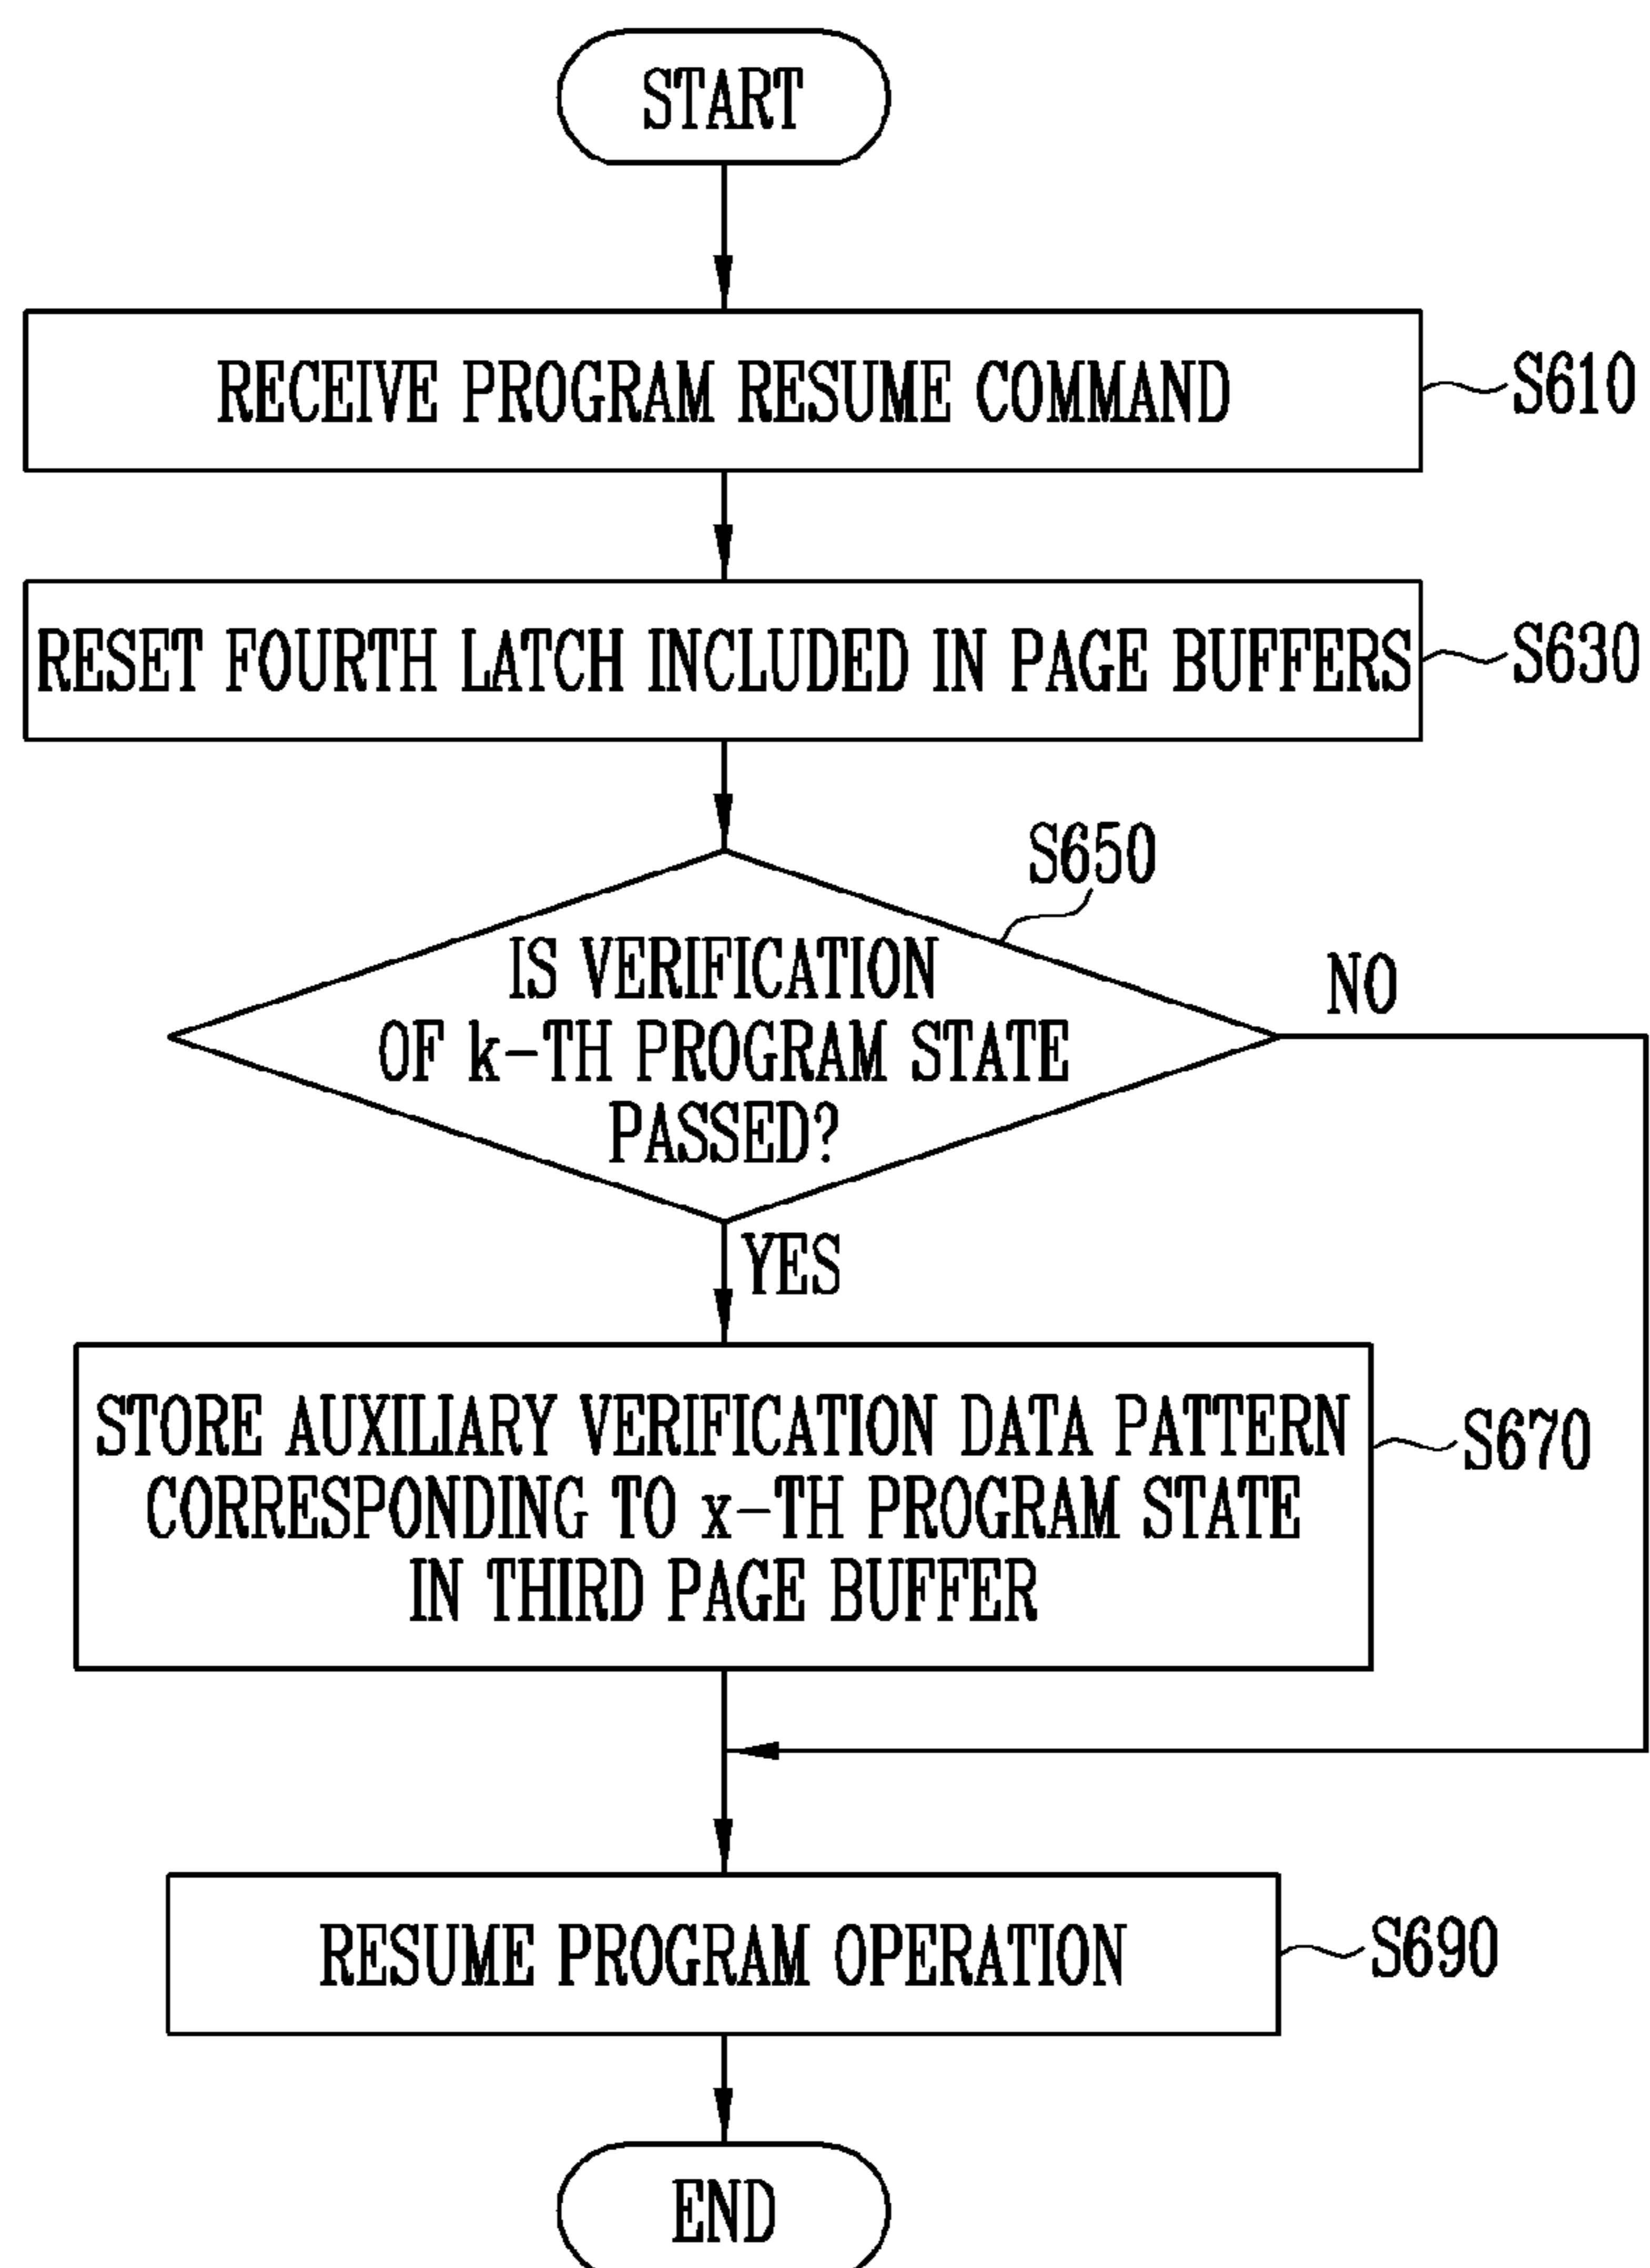 START
RECEIVE PROGRAM RESUME COMMAND
S610
RESET FOURTH LATCH INCLUDED IN PAGE BUFFERS
S630
S650
IS VERIFICATION
OF k-TH PROGRAM STATE
PASSED?
NO
YES
STORE AUXILIARY VERIFICATION DATA PATTERN
CORRESPONDING TO x-TH PROGRAM STATE
IN THIRD PAGE BUFFER
S670
RESUME PROGRAM OPERATION
S690
END